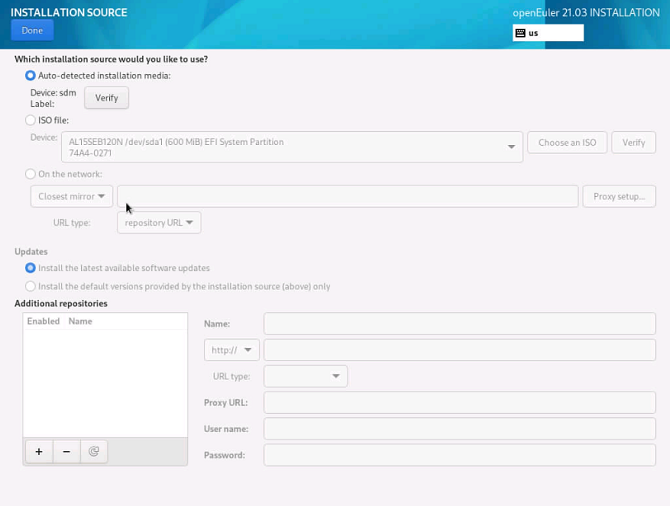 INSTALLATION SOURCE
openEuler 21.03 INSTALLATION
Done
us
Which installation source would you like to use?
Auto-detected installation media:
Device: sdm
Label:
Verify
ISO file:
Device:
AL15SEB120N /dev/sda1 (600 MiB) EFI System Partition
74A4-0271
Choose an ISO
Verify
On the network:
Closest mirror
Proxy setup...
URL type:
repository URL
Updates
Install the latest available software updates
Install the default versions provided by the installation source (above) only
Additional repositories
Enabled Name
Name:
http://
URL type:
Proxy URL:
User name:
Password: